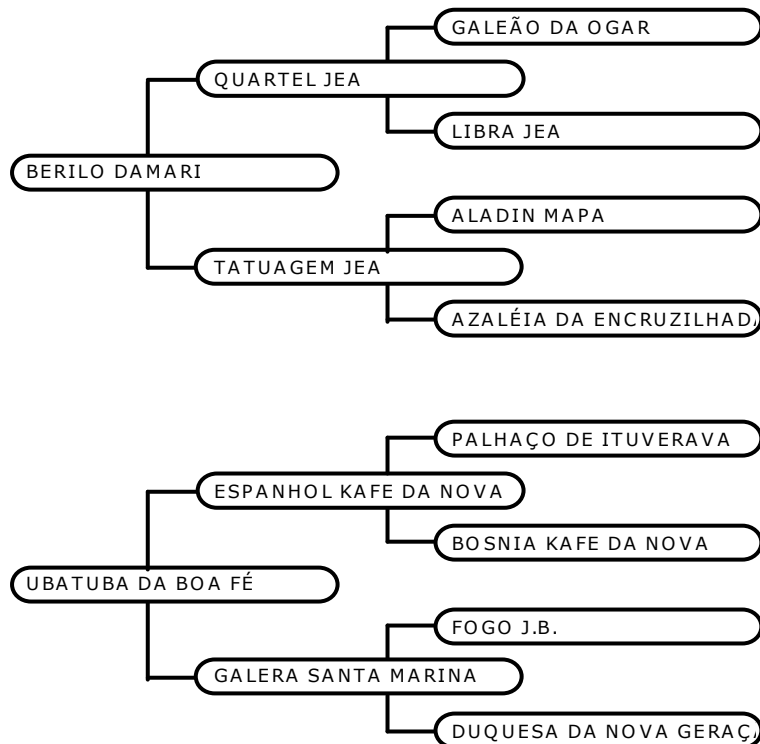 GALEÃO DA OGAR
QUARTEL JEA
LIBRA JEA
BERILO DAMARI
ALADIN MAPA
TATUAGEM JEA
AZALÉIA DA ENCRUZILHADA
PALHAÇO DE ITUVERAVA
ESPANHOL KAFE DA NOVA
BOSNIA KAFE DA NOVA
UBATUBA DA BOA FÉ
FOGO J.B.
GALERA SANTA MARINA
DUQUESA DA NOVA GERAÇ